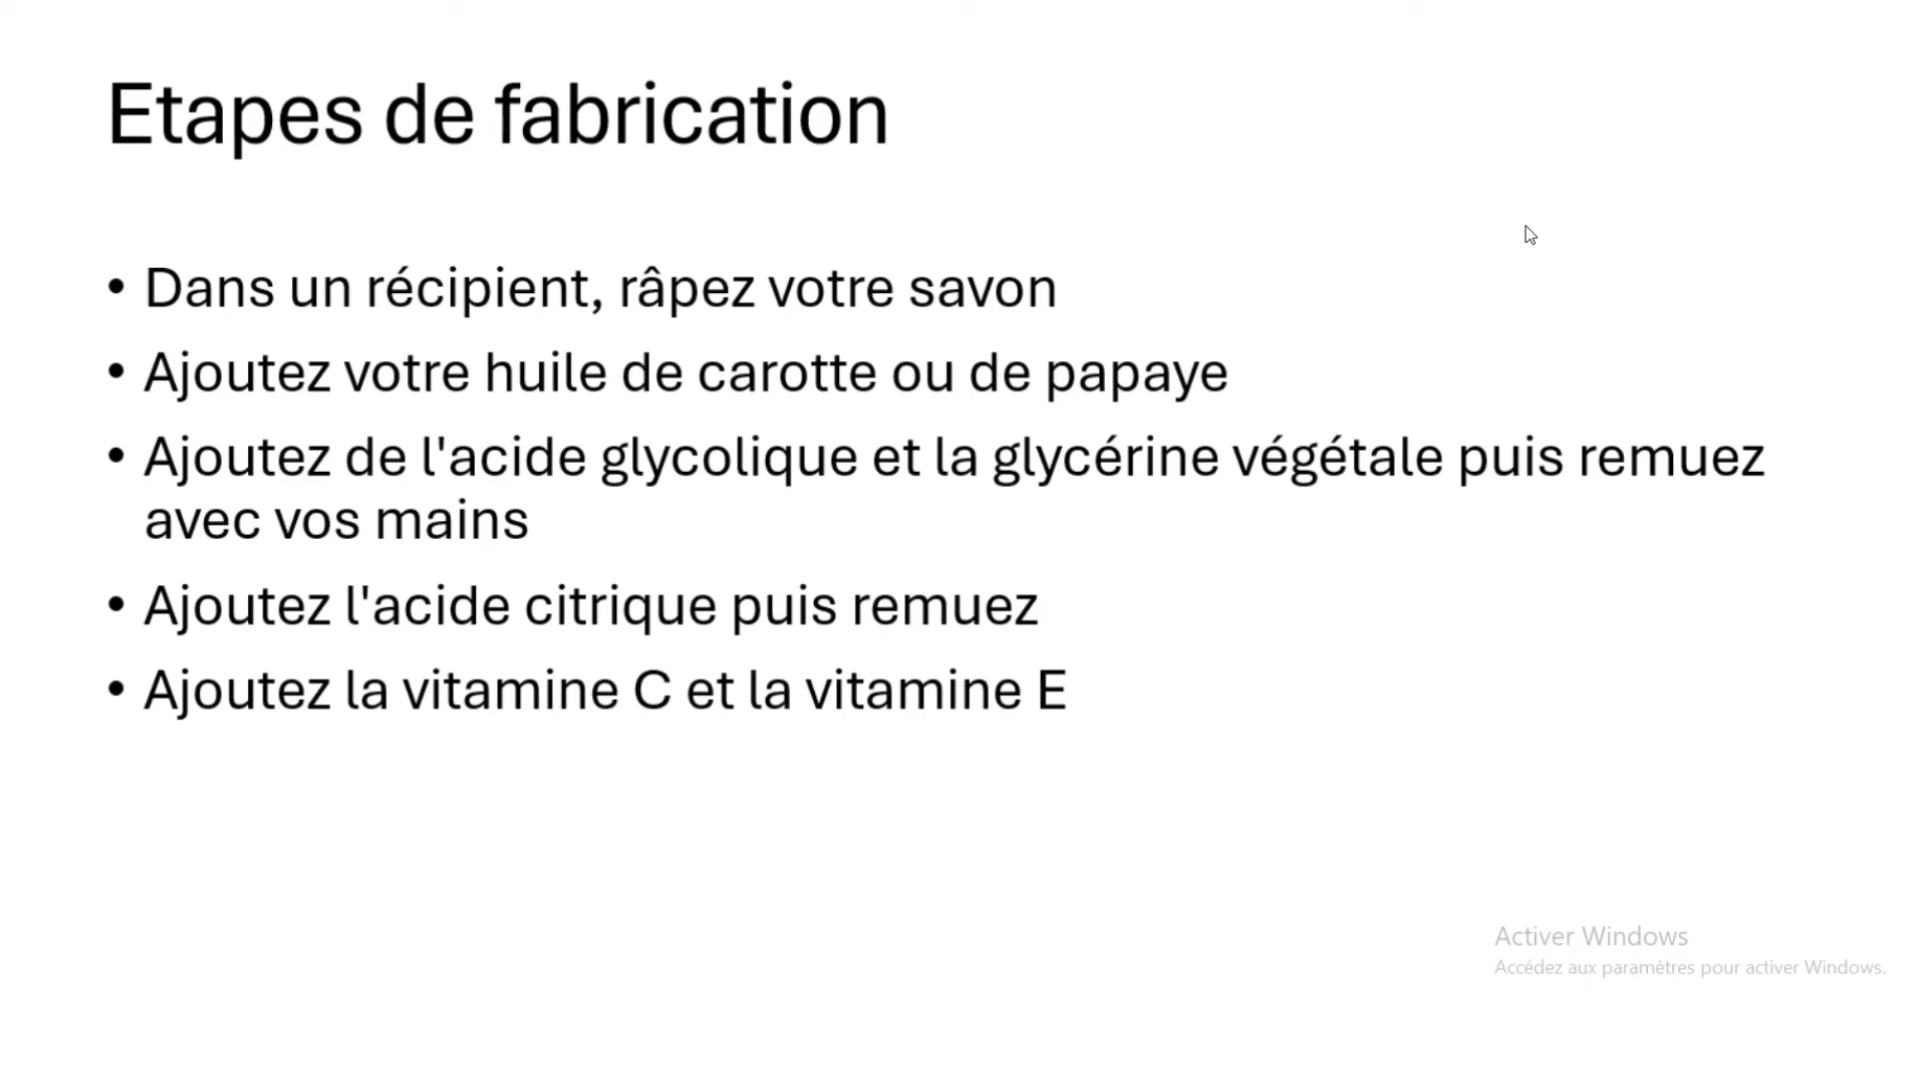 Etapes de fabrication
• Dans un récipient, râpez votre savon
• Ajoutez votre huile de carotte ou de papaye
• Ajoutez de l'acide glycolique et la glycérine végétale puis remuez
avec vos mains
• Ajoutez l'acide citrique puis remuez
• Ajoutez la vitamine C et la vitamine E
Activer Windows
Accédez aux paramètres pour activer Windows.